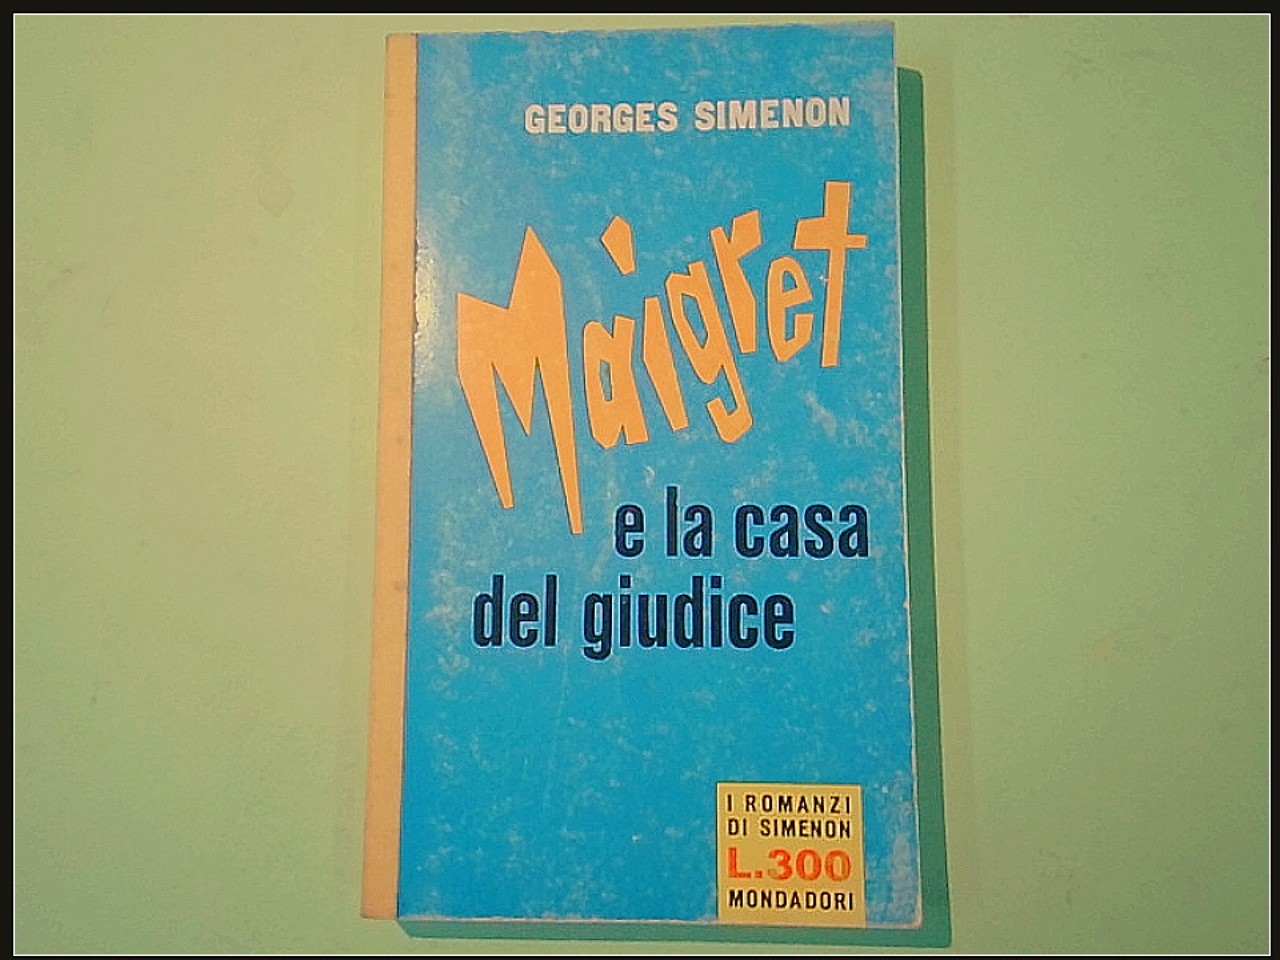 GEORGES SIMENON
Maigret
e la casa
del giudice
I ROMANZI
DI SIMENON
L.300
MONDADORI